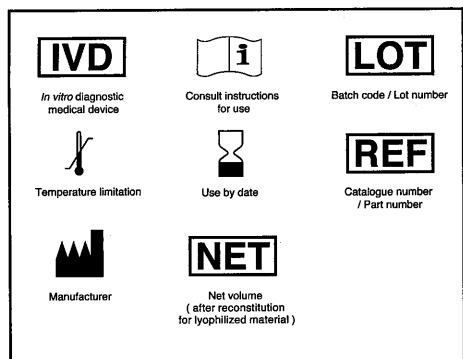 IVD
In vitro diagnostic
medical device
i
Consult instructions
for use
LOT
Batch code / Lot number
Temperature limitation
Use by date
REF
Catalogue number
/ Part number
Manufacturer
NET
Net volume
( after reconstitution
for lyophilized material )